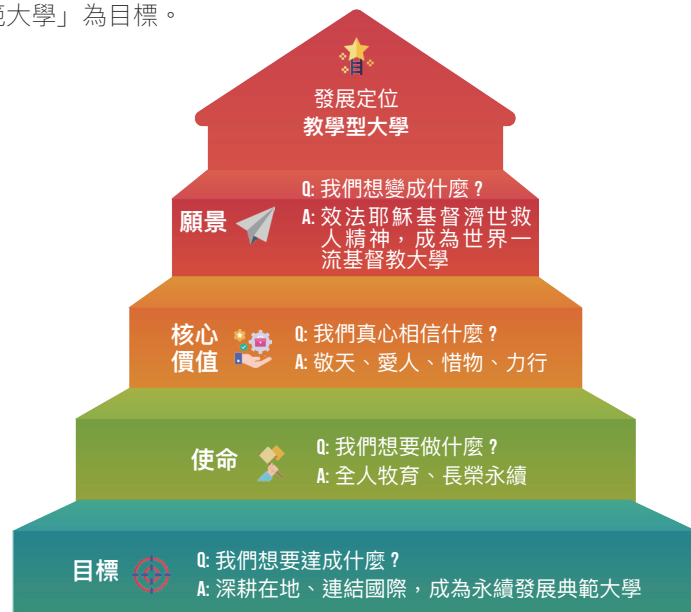 範大學」為目標。
發展定位
教學型大學
願景
Q: 我們想變成什麼?
A: 效法耶穌基督濟世救
人精神,成為世界一
流基督教大學
核心
價值
Q: 我們真心相信什麼?
A: 敬天、愛人、惜物、力行
使命
Q: 我們想要做什麼?
A: 全人牧育、長榮永續
目標
Q: 我們想要達成什麼?
A: 深耕在地、連結國際,成為永續發展典範大學